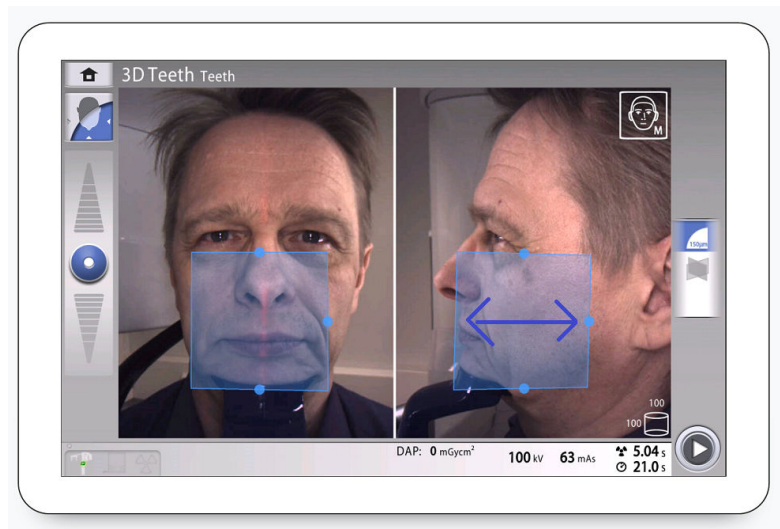 3D Teeth Teeth
M
150μm
100
100
DAP: 0 mGycm²
100 kV
63 mAs
5.04 s
21.0 s